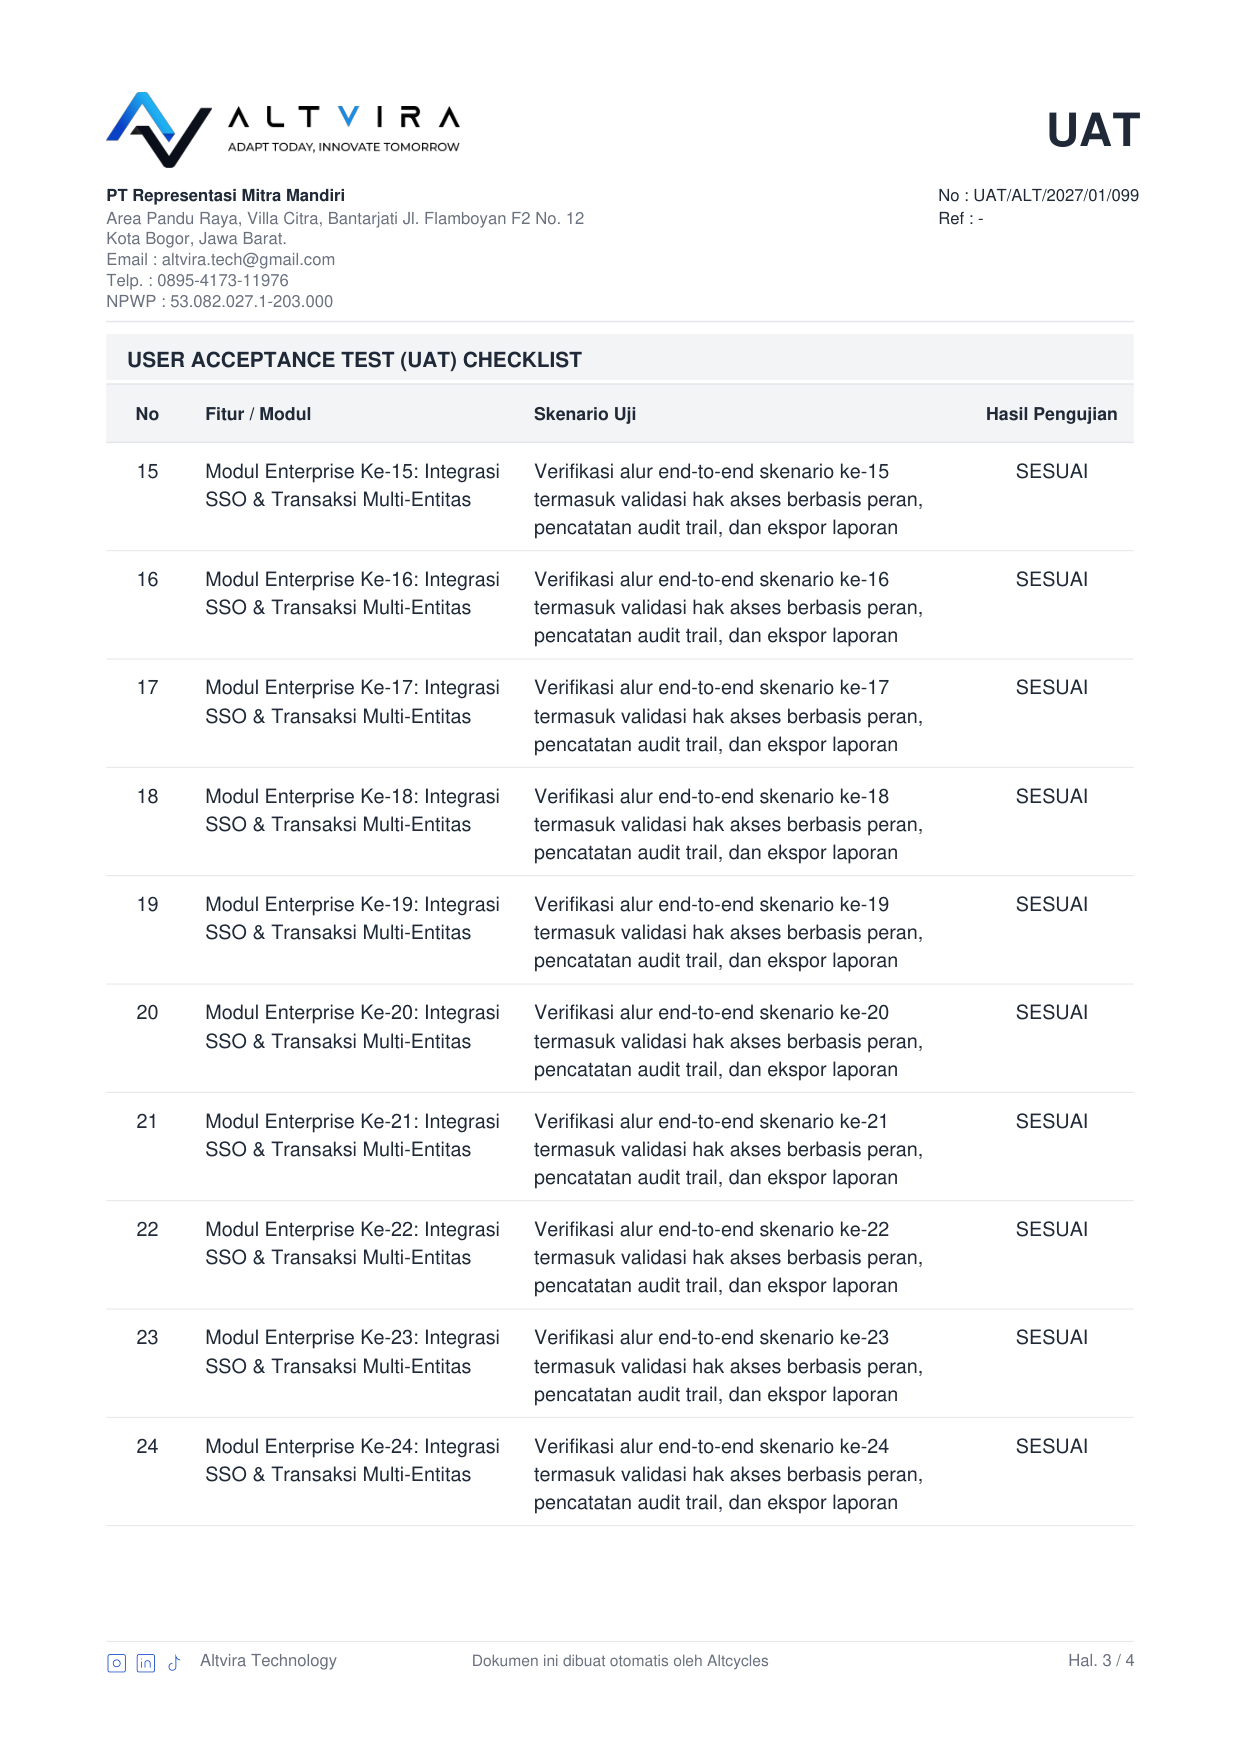 ALTVIRA
ADAPT TODAY, INNOVATE TOMORROW
UAT
PT Representasi Mitra Mandiri
Area Pandu Raya, Villa Citra, Bantarjati Jl. Flamboyan F2 No. 12
Kota Bogor, Jawa Barat.
Email : altvira.tech@gmail.com
Telp. : 0895-4173-11976
NPWP : 53.082.027.1-203.000
No : UAT/ALT/2027/01/099
Ref : -
USER ACCEPTANCE TEST (UAT) CHECKLIST
No Fitur / Modul Skenario Uji Hasil Pengujian
15 Modul Enterprise Ke-15: Integrasi Verifikasi alur end-to-end skenario ke-15 SESUAI
SSO & Transaksi Multi-Entitas termasuk validasi hak akses berbasis peran,
pencatatan audit trail, dan ekspor laporan
16 Modul Enterprise Ke-16: Integrasi Verifikasi alur end-to-end skenario ke-16 SESUAI
SSO & Transaksi Multi-Entitas termasuk validasi hak akses berbasis peran,
pencatatan audit trail, dan ekspor laporan
17 Modul Enterprise Ke-17: Integrasi Verifikasi alur end-to-end skenario ke-17 SESUAI
SSO & Transaksi Multi-Entitas termasuk validasi hak akses berbasis peran,
pencatatan audit trail, dan ekspor laporan
18 Modul Enterprise Ke-18: Integrasi Verifikasi alur end-to-end skenario ke-18 SESUAI
SSO & Transaksi Multi-Entitas termasuk validasi hak akses berbasis peran,
pencatatan audit trail, dan ekspor laporan
19 Modul Enterprise Ke-19: Integrasi Verifikasi alur end-to-end skenario ke-19 SESUAI
SSO & Transaksi Multi-Entitas termasuk validasi hak akses berbasis peran,
pencatatan audit trail, dan ekspor laporan
20 Modul Enterprise Ke-20: Integrasi Verifikasi alur end-to-end skenario ke-20 SESUAI
SSO & Transaksi Multi-Entitas termasuk validasi hak akses berbasis peran,
pencatatan audit trail, dan ekspor laporan
21 Modul Enterprise Ke-21: Integrasi Verifikasi alur end-to-end skenario ke-21 SESUAI
SSO & Transaksi Multi-Entitas termasuk validasi hak akses berbasis peran,
pencatatan audit trail, dan ekspor laporan
22 Modul Enterprise Ke-22: Integrasi Verifikasi alur end-to-end skenario ke-22 SESUAI
SSO & Transaksi Multi-Entitas termasuk validasi hak akses berbasis peran,
pencatatan audit trail, dan ekspor laporan
23 Modul Enterprise Ke-23: Integrasi Verifikasi alur end-to-end skenario ke-23 SESUAI
SSO & Transaksi Multi-Entitas termasuk validasi hak akses berbasis peran,
pencatatan audit trail, dan ekspor laporan
24 Modul Enterprise Ke-24: Integrasi Verifikasi alur end-to-end skenario ke-24 SESUAI
SSO & Transaksi Multi-Entitas termasuk validasi hak akses berbasis peran,
pencatatan audit trail, dan ekspor laporan
in Altvira Technology Dokumen ini dibuat otomatis oleh Altcycles Hal. 3 / 4